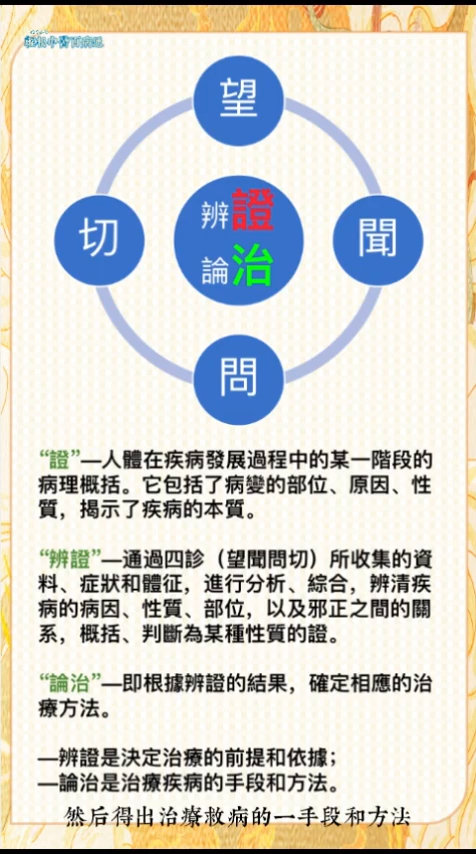 望
切
辨證
論治
聞
問
“證”—人體在疾病發展過程中的某一階段的
病理概括。它包括了病變的部位、原因、性
質，揭示了疾病的本質。
“辨證”—通過四診（望聞問切）所收集的資
料、症狀和體征，進行分析、綜合，辨清疾
病的病因、性質、部位，以及邪正之間的關
系，概括、判斷為某種性質的證。
“論治”—即根據辨證的結果，確定相應的治
療方法。
—辨證是決定治療的前提和依據；
—論治是治療疾病的手段和方法。
然后得出治療救病的一手段和方法